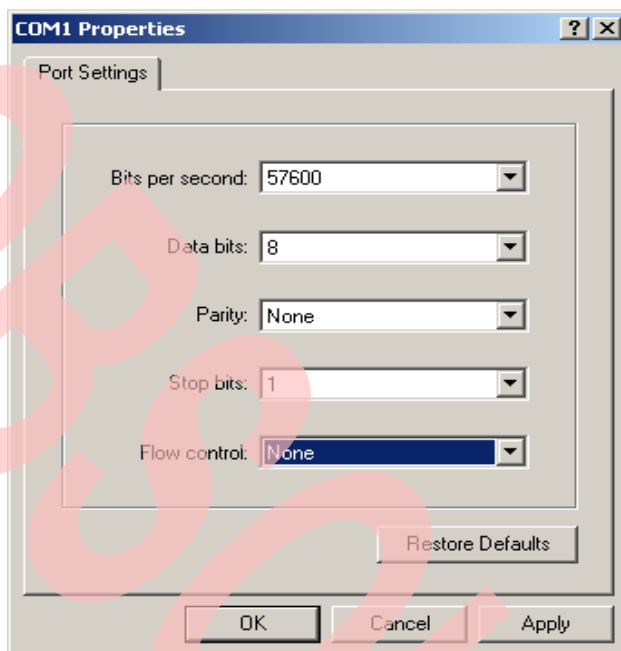 COM1 Properties
Port Settings
Bits per second: 57600
Data bits: 8
Parity: None
Stop bits: 1
Flow control: None
Restore Defaults
OK Cancel Apply